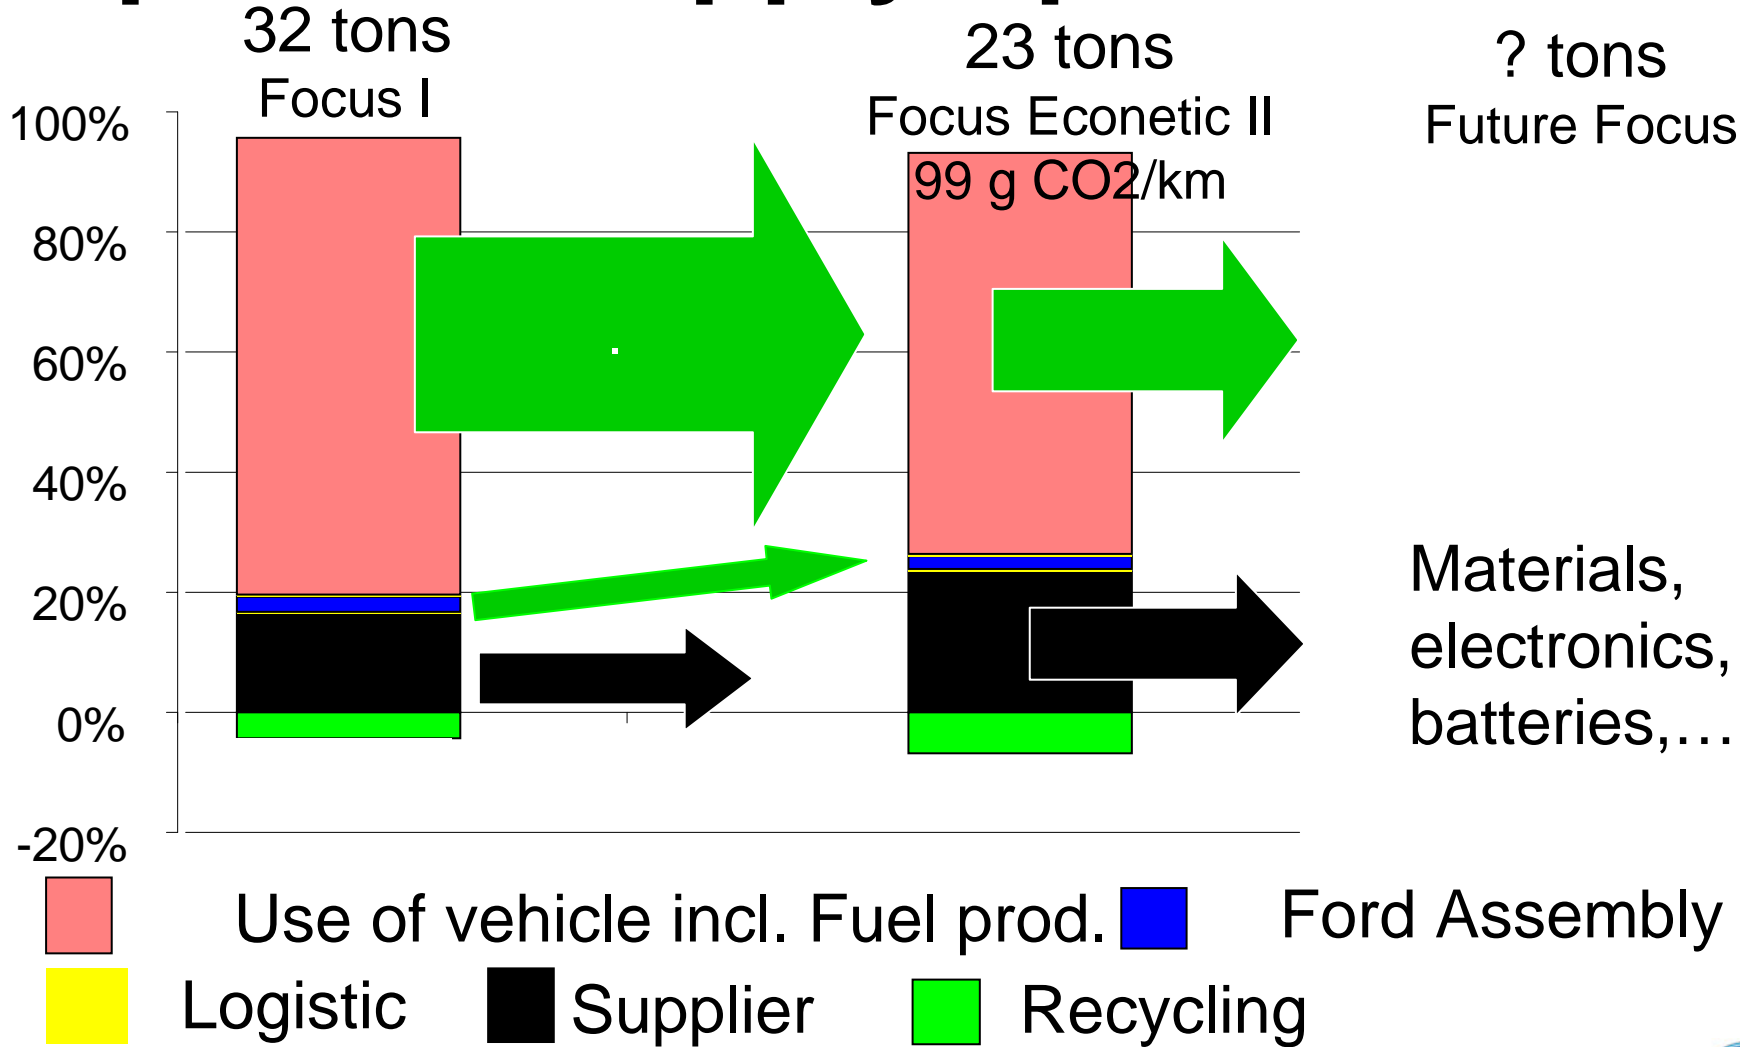 32 tons
Focus I
23 tons
Focus Econetic II
99 g CO2/km
? tons
Future Focus
100%
80%
60%
40%
20%
0%
-20%
Materials,
electronics,
batteries,…
Use of vehicle incl. Fuel prod.
Ford Assembly
Logistic
Supplier
Recycling